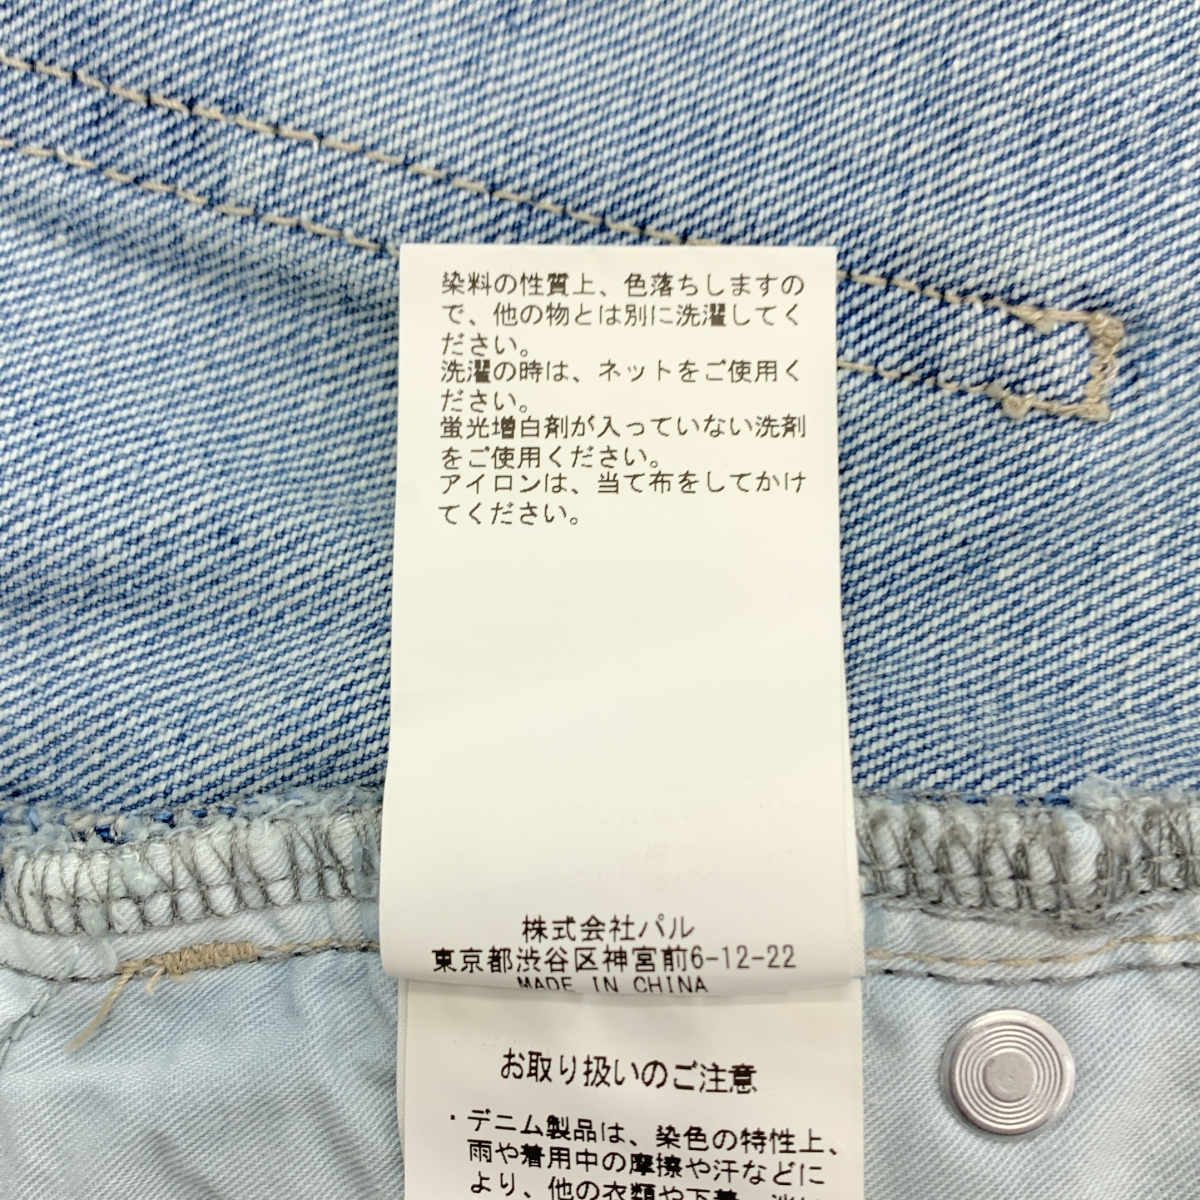 染料の性質上、色落ちしますの
で、他の物とは別に洗濯してく
ださい。
洗濯の時は、ネットをご使用く
ださい。
蛍光増白剤が入っていない洗剤
をご使用ください。
アイロンは、当て布をしてかけ
てください。
株式会社パル
東京都渋谷区神宮前6-12-22
MADE IN CHINA
お取り扱いのご注意
・デニム製品は、染色の特性上、
雨や着用中の摩擦や汗などに
より、他の衣類や下着、